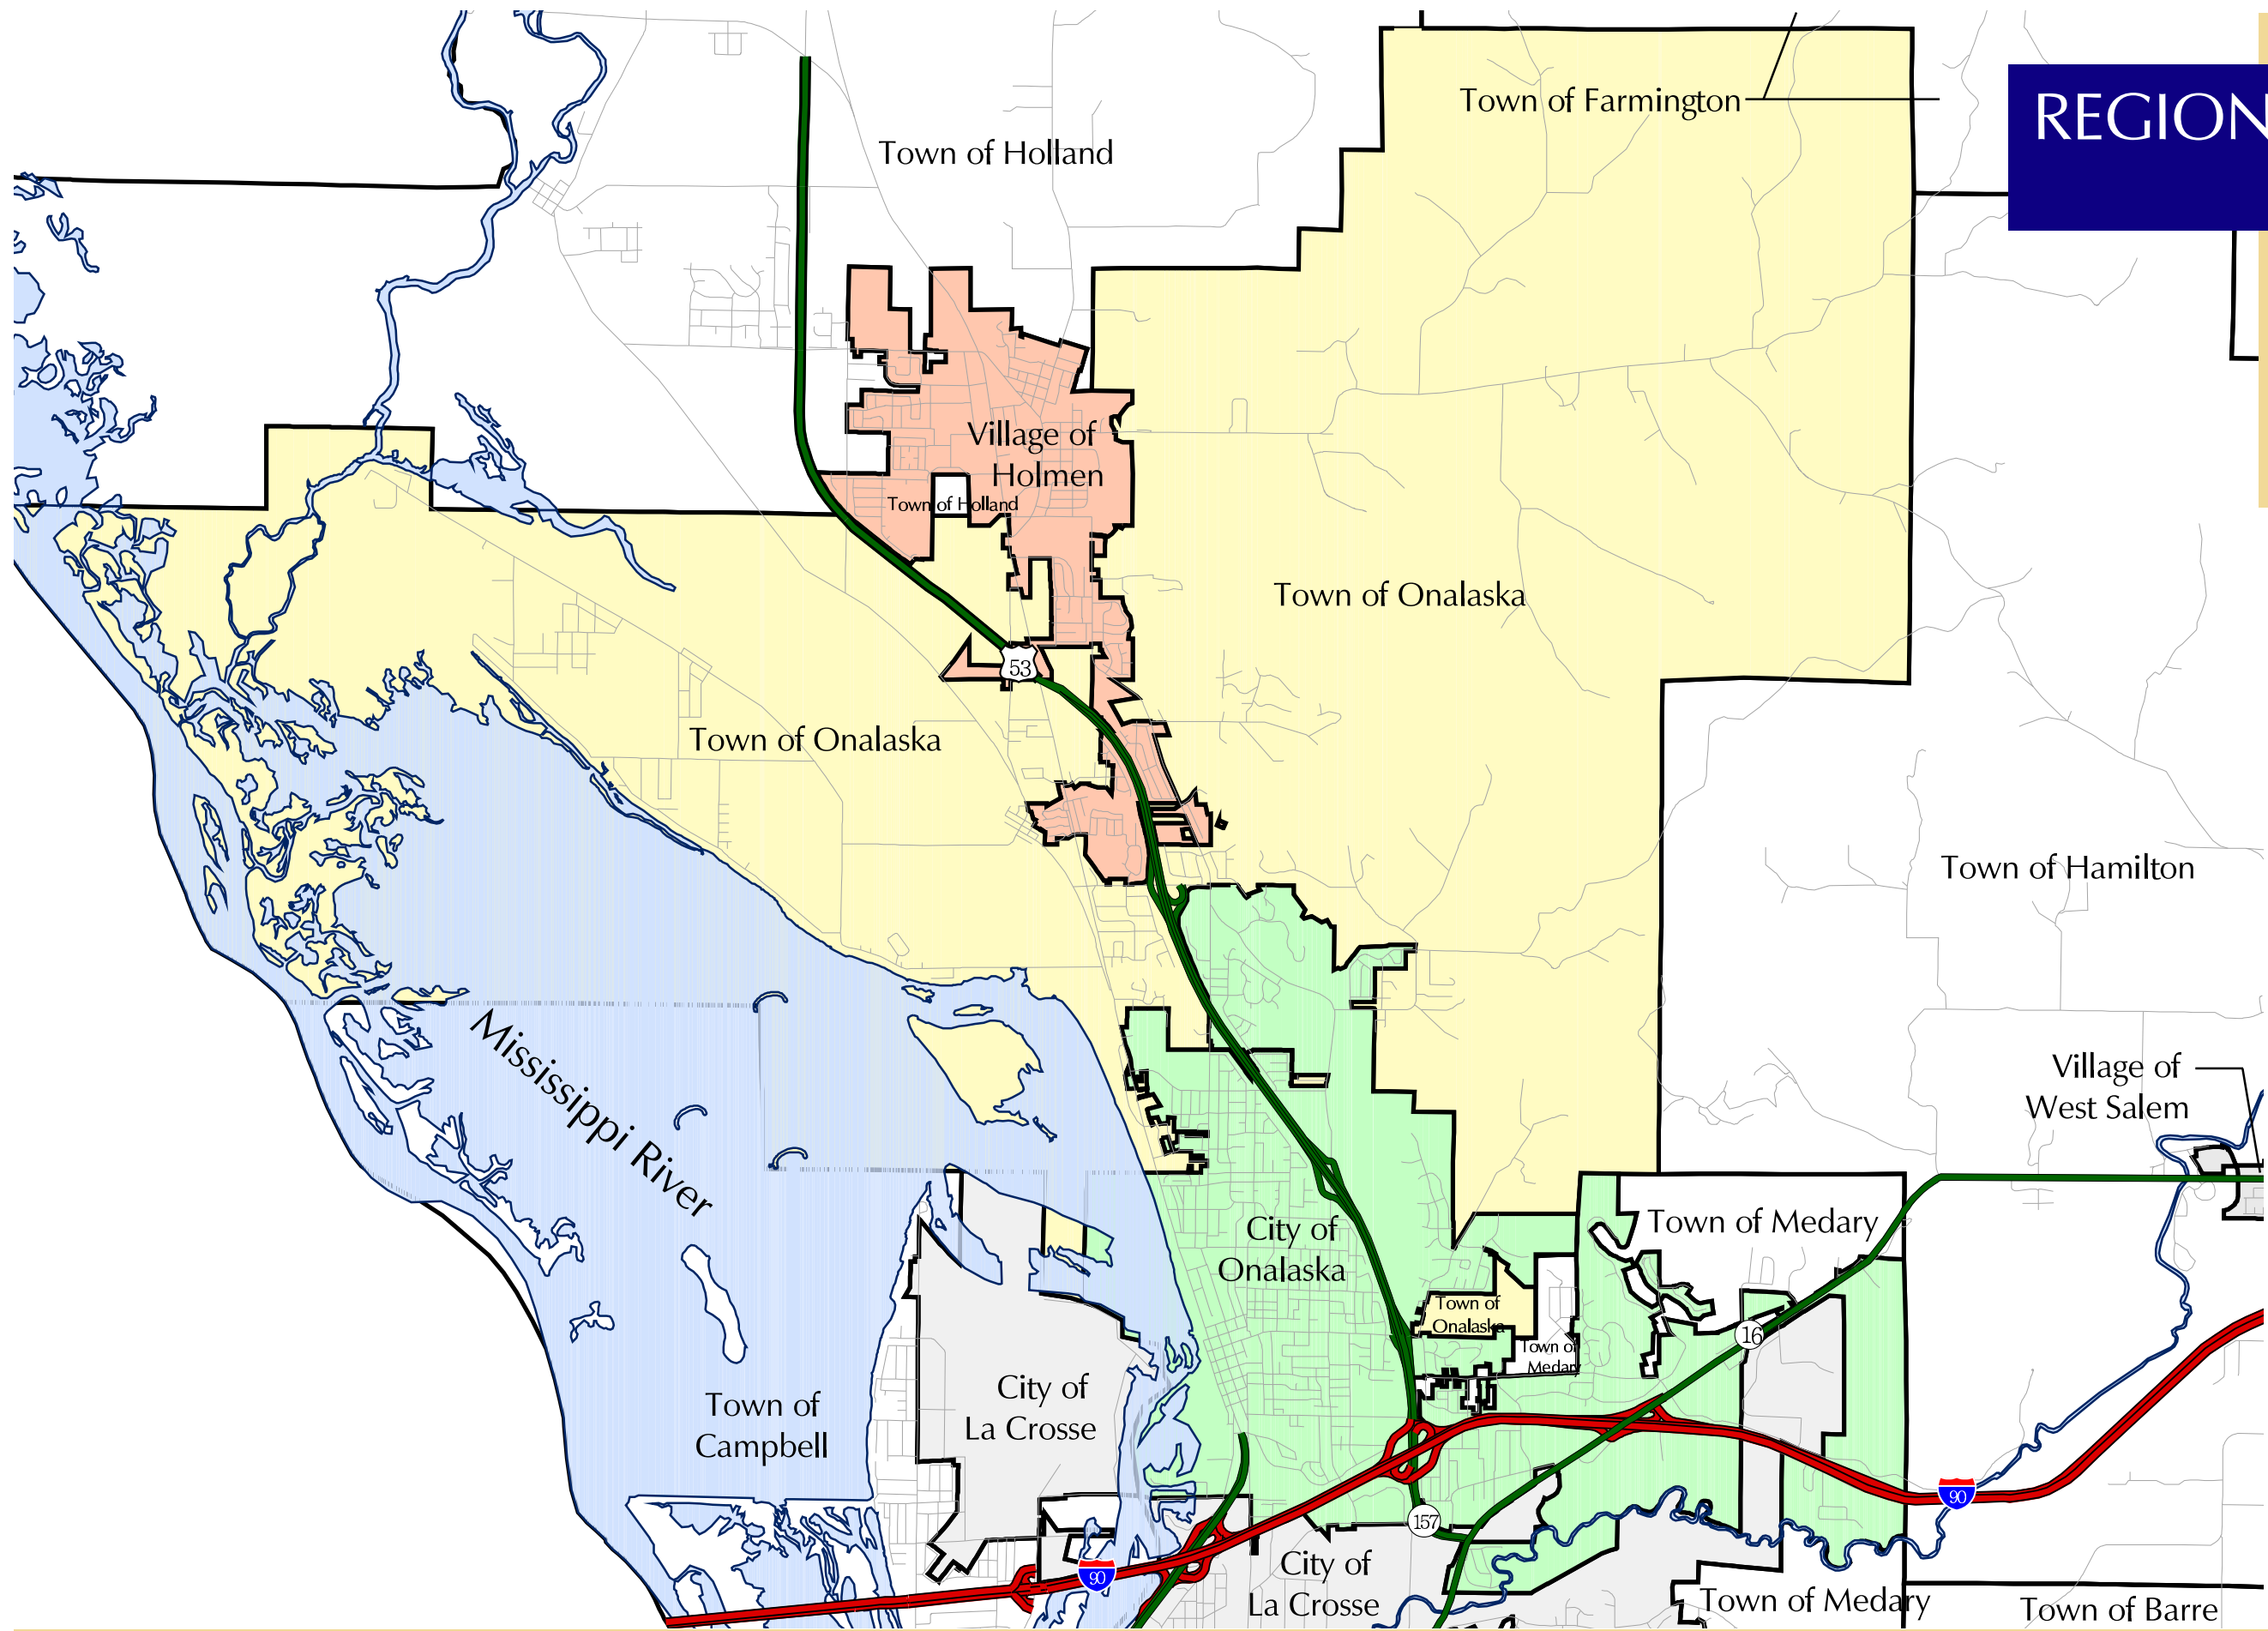 Town of Farmington
REGION
Town of Holland
Village of
Holmen
Town of Holland
Town of Onalaska
53
Town of Onalaska
Town of Hamilton
Mississippi River
Village of
West Salem
City of
Onalaska
Town of Medary
Town of
Onalaska
16
Town of
Medary
Town of
Campbell
City of
La Crosse
90
157
90
City of
La Crosse
Town of Medary
Town of Barre